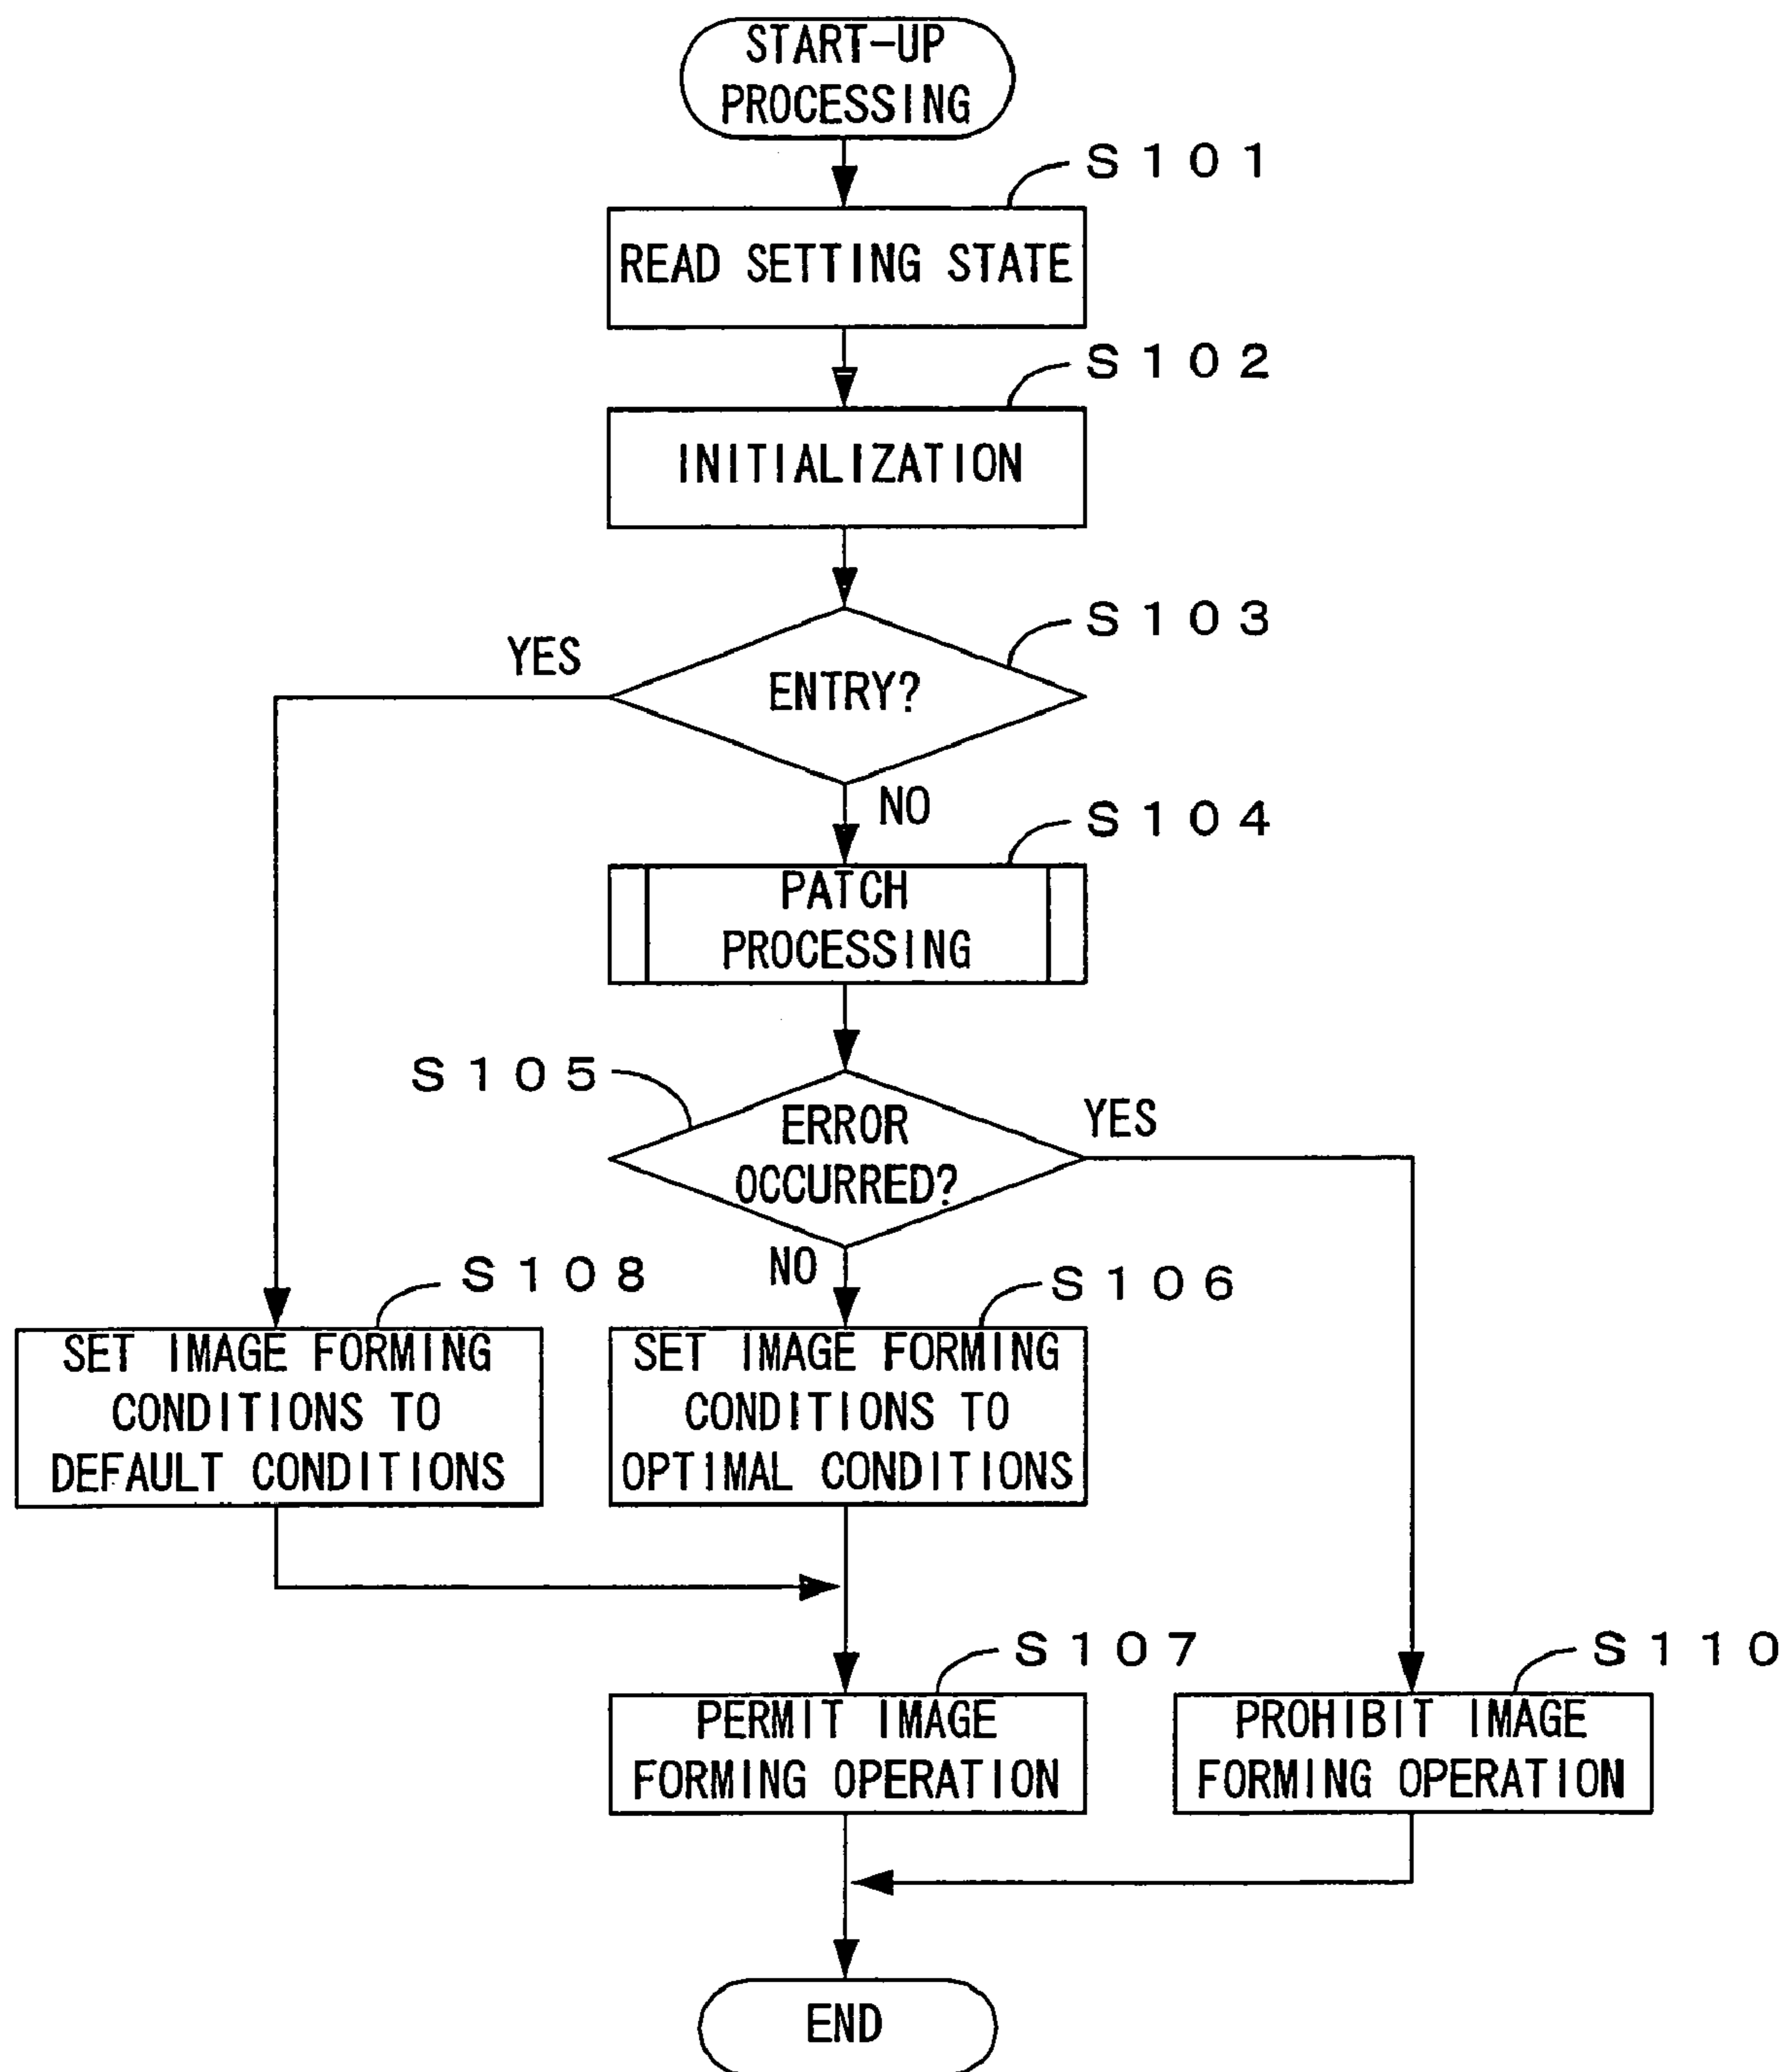 START-UP
PROCESSING
S101
READ SETTING STATE
S102
INITIALIZATION
S103
YES
ENTRY?
NO
S104
PATCH
PROCESSING
S105
ERROR
OCCURRED?
YES
NO
S108
SET IMAGE FORMING
CONDITIONS TO
DEFAULT CONDITIONS
S106
SET IMAGE FORMING
CONDITIONS TO
OPTIMAL CONDITIONS
S107
PERMIT IMAGE
FORMING OPERATION
S110
PROHIBIT IMAGE
FORMING OPERATION
END